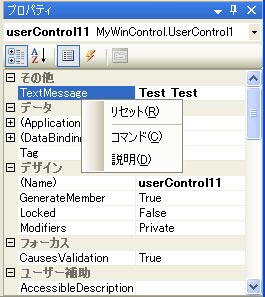 プロパティ
userControl11 MyWinControl.UserControl1
その他
TextMessage Test Test
リセット(R)
データ
(Application
コマンド(C)
(DataBindin
Tag
説明(D)
デザイン
(Name) userControl11
GenerateMember True
Locked False
Modifiers Private
フォーカス
CausesValidation True
ユーザー補助
AccessibleDescription